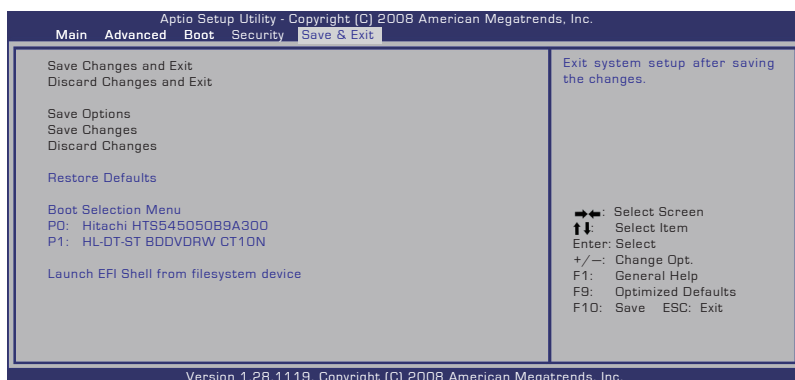 Aptio Setup Utility - Copyright (C) 2008 American Megatrends, Inc.
Main Advanced Boot Security Save & Exit
Save Changes and Exit
Discard Changes and Exit
Save Options
Save Changes
Discard Changes
Restore Defaults
Boot Selection Menu
P0: Hitachi HTS545050B9A300
P1: HL-DT-ST BDDVDRW CT10N
Launch EFI Shell from filesystem device
Exit system setup after saving
the changes.
→←: Select Screen
↑↓: Select Item
Enter: Select
+/—: Change Opt.
F1: General Help
F9: Optimized Defaults
F10: Save ESC: Exit
Version 1.28.1119. Copyright (C) 2008 American Megatrends, Inc.